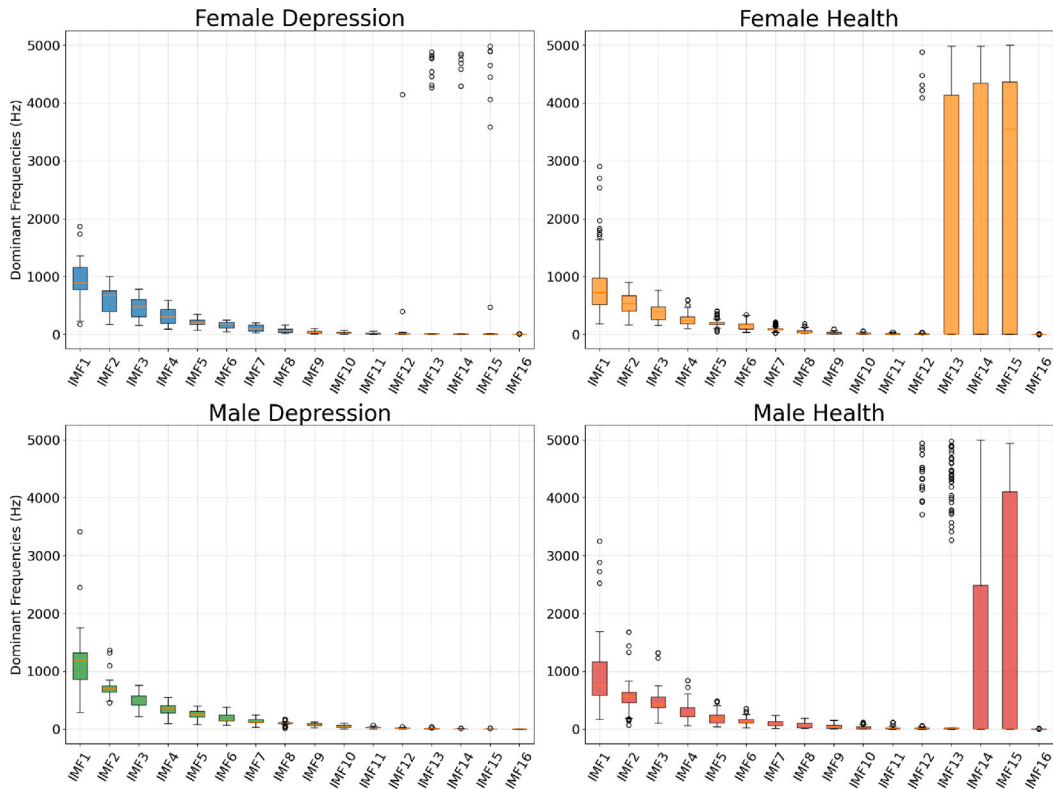 Female Depression
Female Health
Dominant Frequencies (Hz)
5000
4000
3000
2000
1000
0
IMF1 IMF2 IMF3 IMF4 IMF5 IMF6 IMF7 IMF8 IMF9 IMF10 IMF11 IMF12 IMF13 IMF14 IMF15 IMF16
5000
4000
3000
2000
1000
0
IMF1 IMF2 IMF3 IMF4 IMF5 IMF6 IMF7 IMF8 IMF9 IMF10 IMF11 IMF12 IMF13 IMF14 IMF15 IMF16
Male Depression
Male Health
Dominant Frequencies (Hz)
5000
4000
3000
2000
1000
0
IMF1 IMF2 IMF3 IMF4 IMF5 IMF6 IMF7 IMF8 IMF9 IMF10 IMF11 IMF12 IMF13 IMF14 IMF15 IMF16
5000
4000
3000
2000
1000
0
IMF1 IMF2 IMF3 IMF4 IMF5 IMF6 IMF7 IMF8 IMF9 IMF10 IMF11 IMF12 IMF13 IMF14 IMF15 IMF16